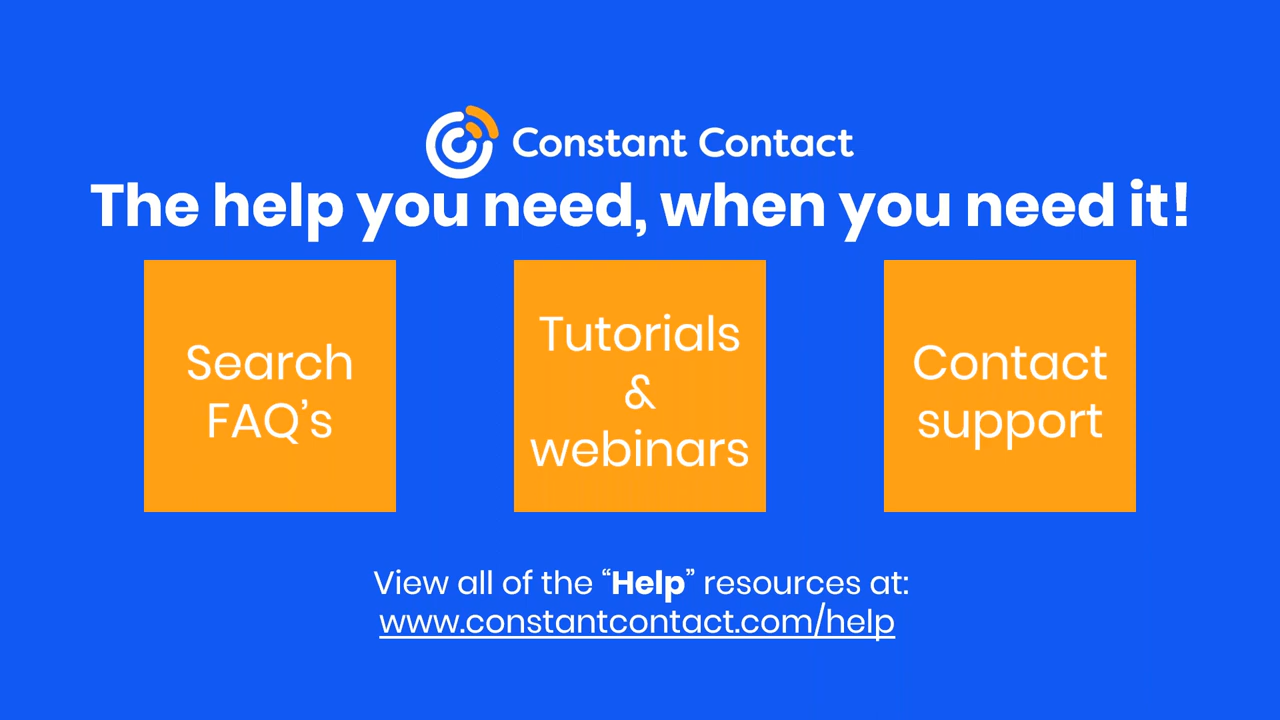 Constant Contact
The help you need, when you need it!
Search
FAQ’s
Tutorials
&
webinars
Contact
support
View all of the “Help” resources at:
www.constantcontact.com/help